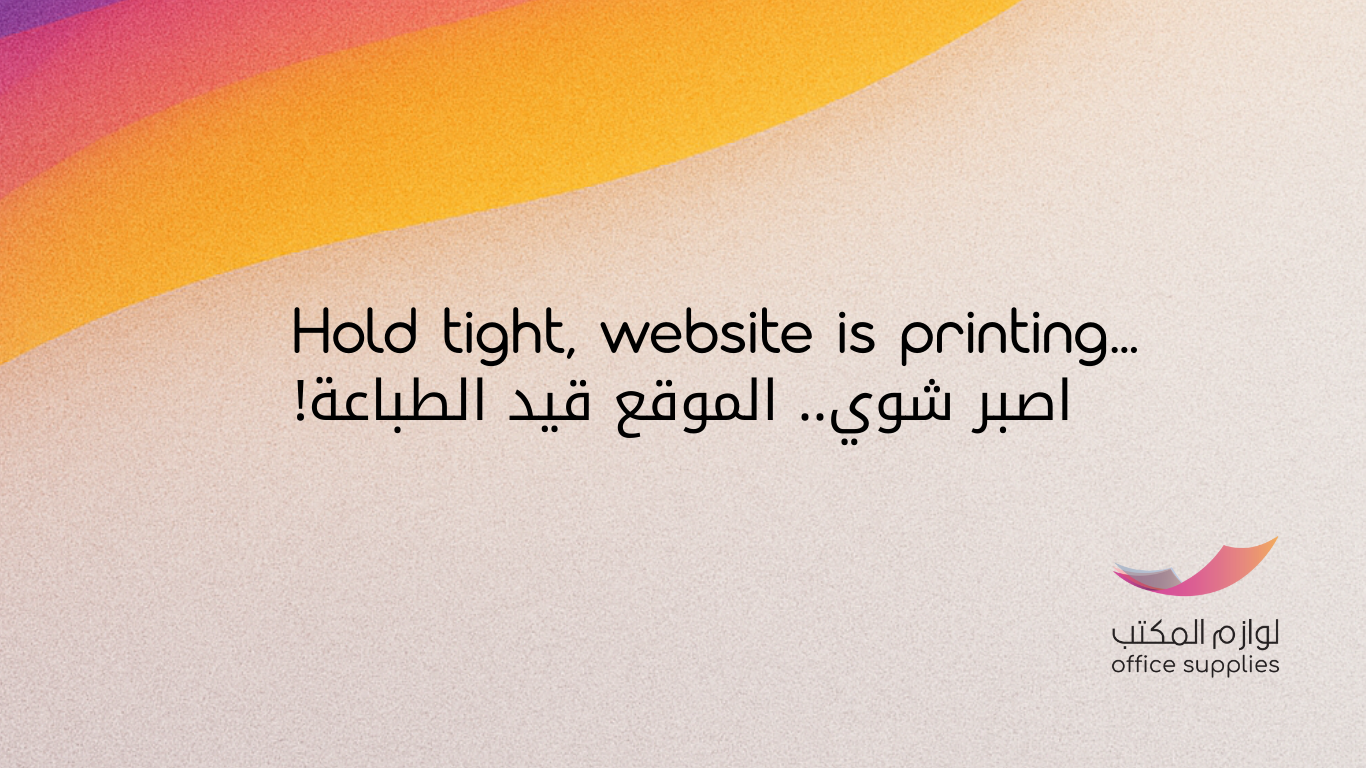 Hold tight, website is printing...
اصبر شوي.. الموقع قيد الطباعة!
لوازم المكتب
office supplies